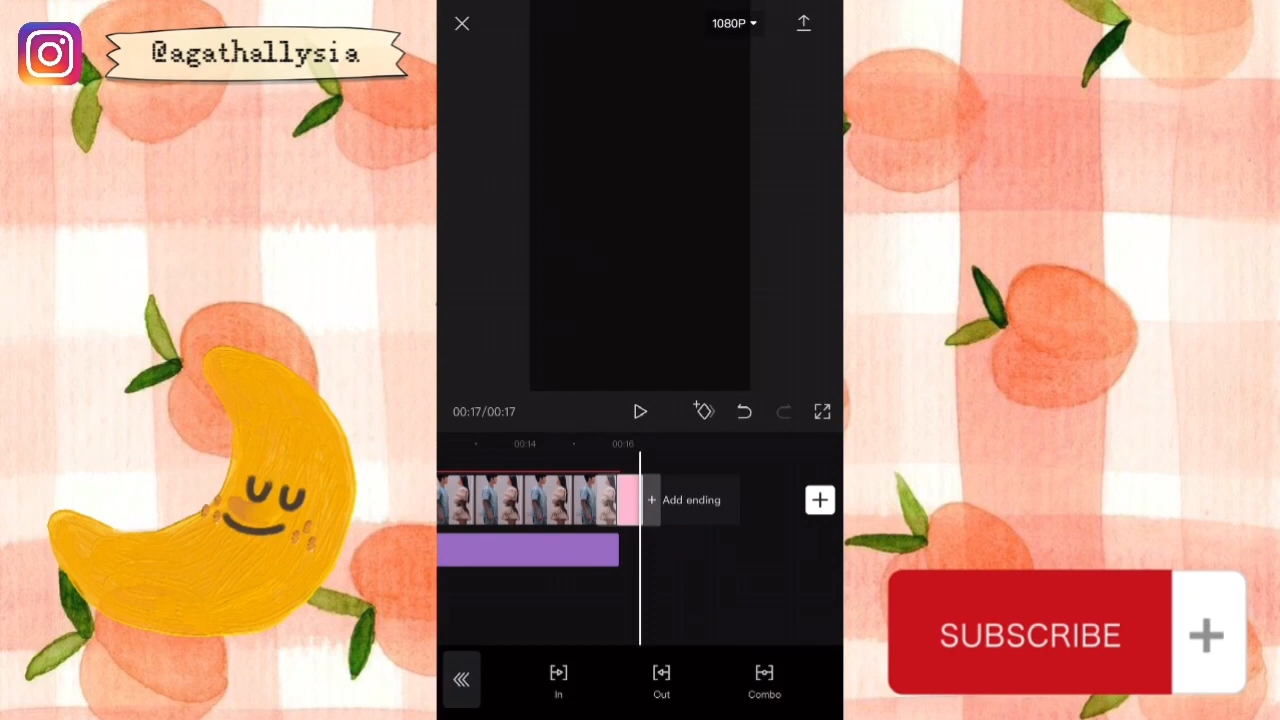 @agathallysia
1080P
00:17/00:17
00:14
00:16
+ Add ending
In
Out
Combo
SUBSCRIBE